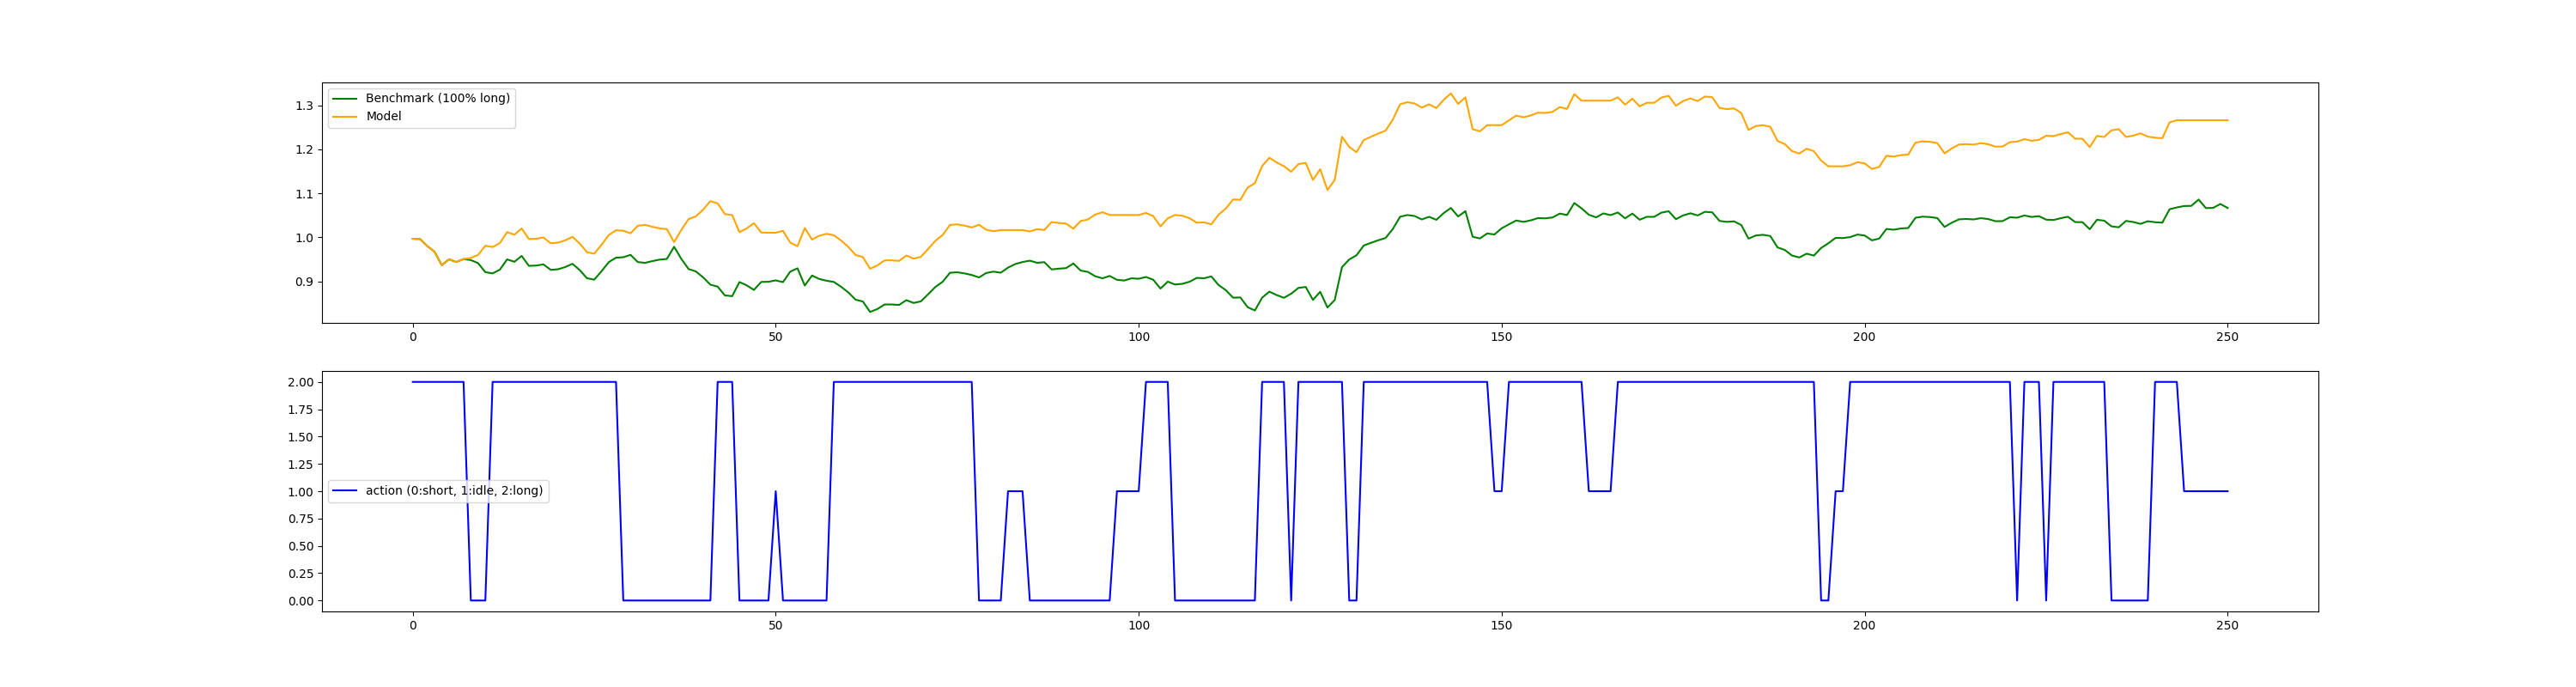 Benchmark (100% long)
Model
1.3
1.2
1.1
1.0
0.9
0 50 100 150 200 250
2.00
1.75
1.50
1.25
1.00
0.75
0.50
0.25
0.00
action (0:short, 1:idle, 2:long)
0 50 100 150 200 250